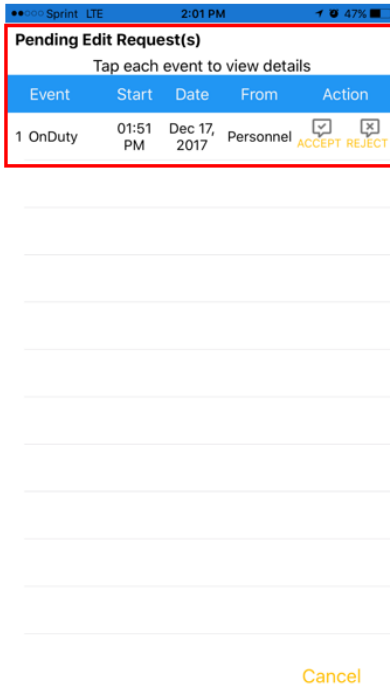 Sprint LTE 2:01 PM 47%
Pending Edit Request(s)
Tap each event to view details
Event Start Date From Action
1 OnDuty 01:51 PM Dec 17, 2017 Personnel ACCEPT REJECT
Cancel